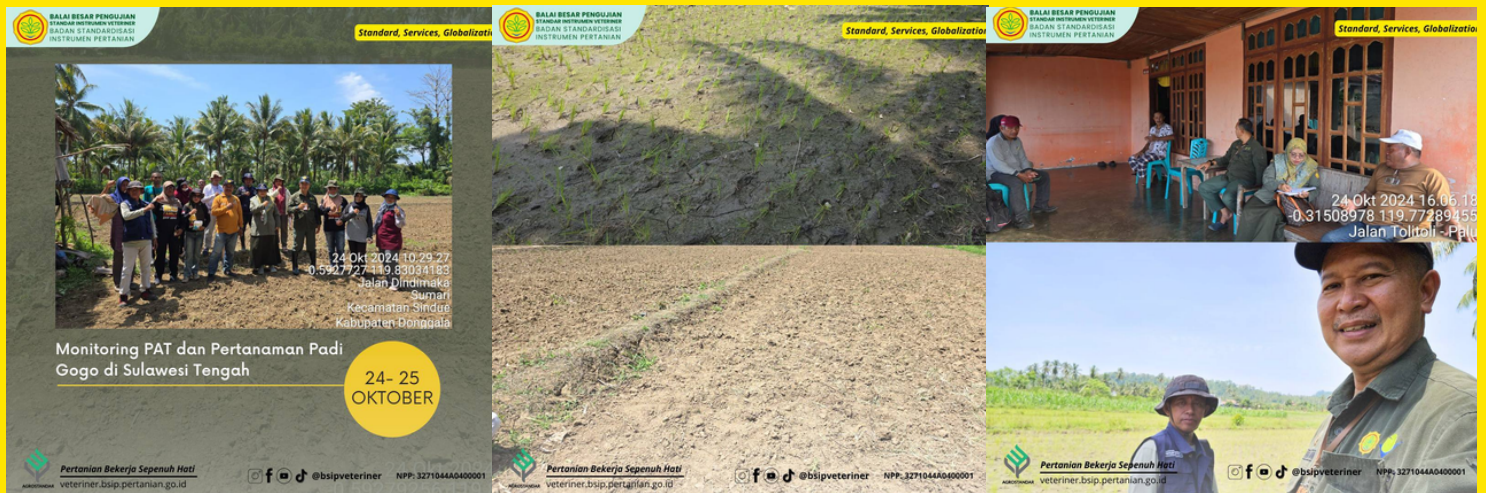 BALAI BESAR PENGUJIAN
STANDAR INSTRUMEN VETERINER
BADAN STANDARDISASI
INSTRUMEN PERTANIAN
Standard, Services, Globalizatio
24 Okt 2024 10.29.27
0.5927727 119.83034183
Jalan Dindimaka
Sumari
Kecamatan Sindue
Kabupaten Donggala
Monitoring PAT dan Pertanaman Padi
Gogo di Sulawesi Tengah
24- 25
OKTOBER
AGROSTANDAR
Pertanian Bekerja Sepenuh Hati
veteriner.bsip.pertanian.go.id
@bsipveteriner
NPP: 3271044A0400001
BALAI BESAR PENGUJIAN
STANDAR INSTRUMEN VETERINER
BADAN STANDARDISASI
INSTRUMEN PERTANIAN
Standard, Services, Globalization
AGROSTANDAR
Pertanian Bekerja Sepenuh Hati
veteriner.bsip.pertanian.go.id
@bsipveteriner
NPP: 3271044A0400001
BALAI BESAR PENGUJIAN
STANDAR INSTRUMEN VETERINER
BADAN STANDARDISASI
INSTRUMEN PERTANIAN
Standard, Services, Globalization
24 Okt 2024 16.06.18
-0.31508978 119.77289455
Jalan Tolitoli - Palu
AGROSTANDAR
Pertanian Bekerja Sepenuh Hati
veteriner.bsip.pertanian.go.id
@bsipveteriner
NPP: 3271044A0400001